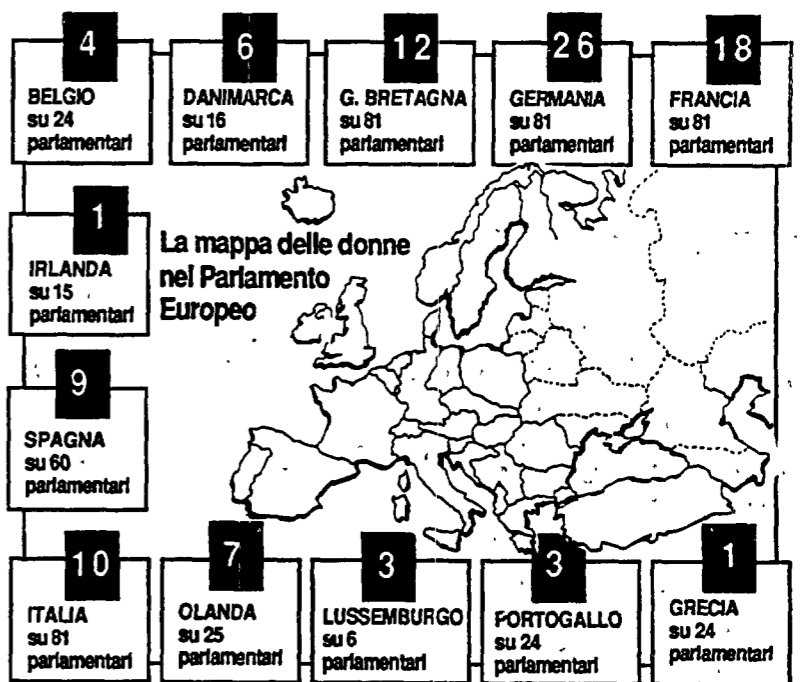 4
BELGIO
su 24
parlamentari
6
DANIMARCA
su 16
parlamentari
12
G. BRETAGNA
su 81
parlamentari
26
GERMANIA
su 81
parlamentari
18
FRANCIA
su 81
parlamentari
1
IRLANDA
su 15
parlamentari
La mappa delle donne
nel Parlamento
Europeo
9
SPAGNA
su 60
parlamentari
10
ITALIA
su 81
parlamentari
7
OLANDA
su 25
parlamentari
3
LUSSEMBURGO
su 6
parlamentari
3
PORTOGALLO
su 24
parlamentari
1
GRECIA
su 24
parlamentari